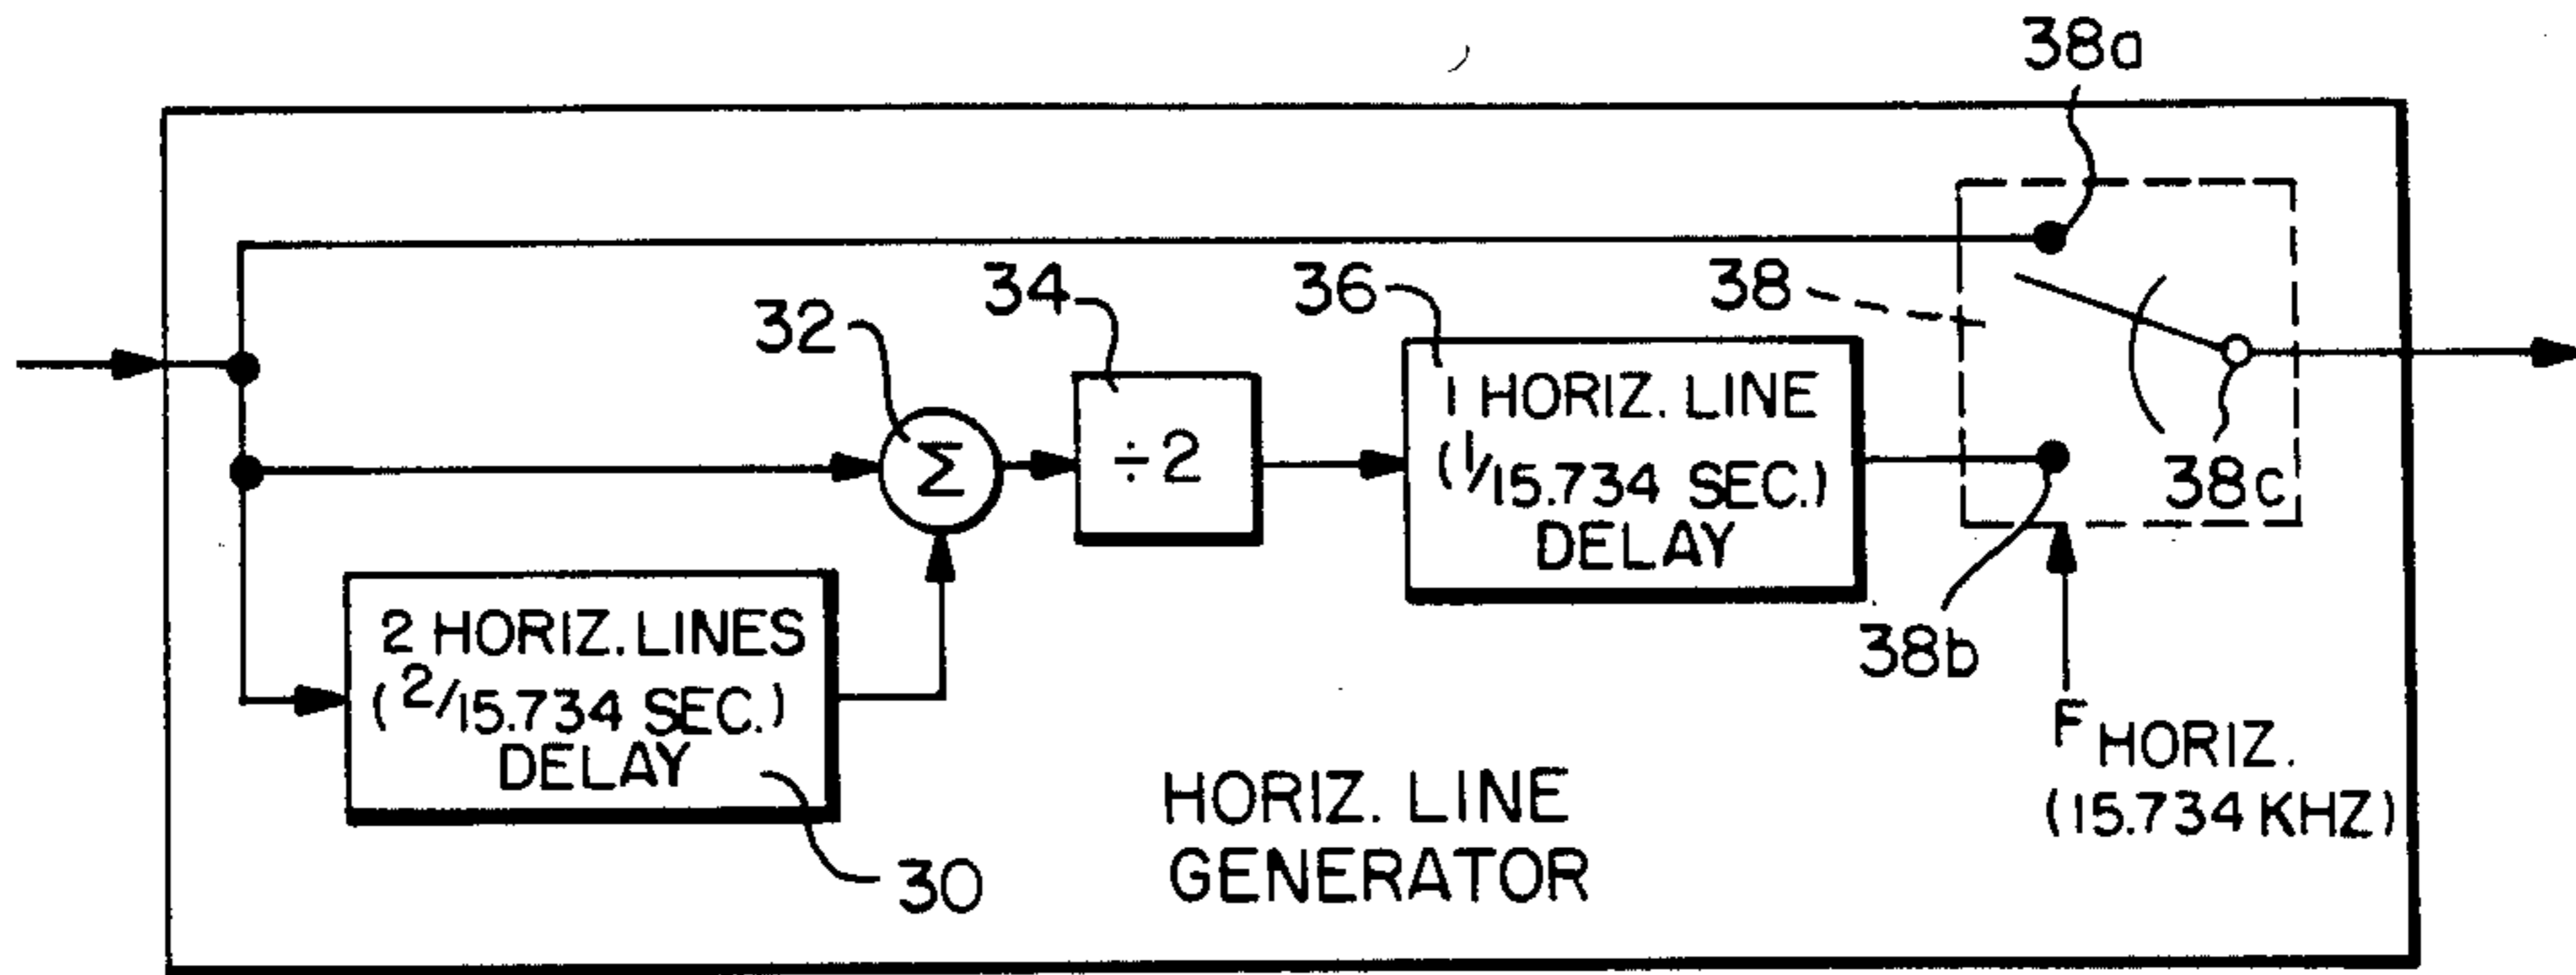 38a
32
34
36
38
Σ
÷2
1 HORIZ. LINE
(1/15.734 SEC.)
DELAY
38c
2 HORIZ. LINES
(2/15.734 SEC.)
DELAY
38b
F HORIZ.
(15.734 KHZ)
30
HORIZ. LINE
GENERATOR